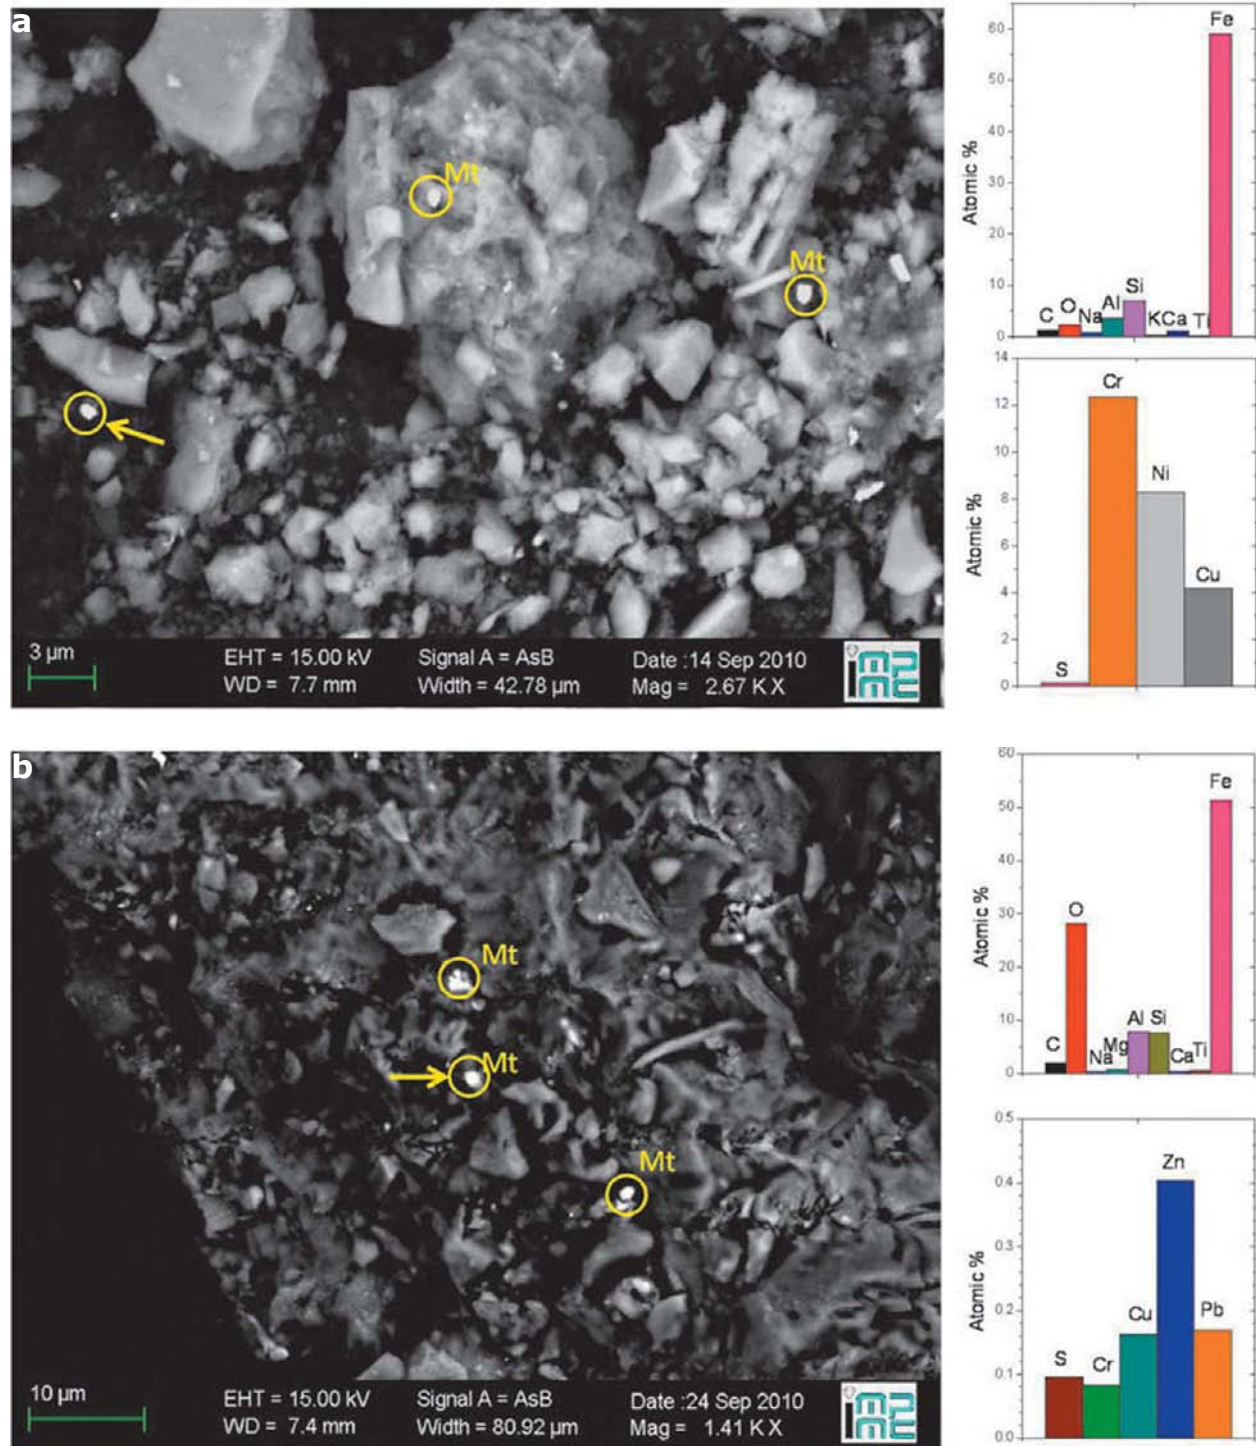 a
Mt
Mt
3 µm
EHT = 15.00 kV
Signal A = AsB
Date :14 Sep 2010
WD = 7.7 mm
Width = 42.78 µm
Mag = 2.67 K X
60
50
40
30
20
10
0
Atomic %
C
O
Na
Al
Si
K
Ca
Ti
Fe
14
12
10
8
6
4
2
0
Atomic %
S
Cr
Ni
Cu
b
Mt
Mt
Mt
10 µm
EHT = 15.00 kV
Signal A = AsB
Date :24 Sep 2010
WD = 7.4 mm
Width = 80.92 µm
Mag = 1.41 K X
60
50
40
30
20
10
0
Atomic %
C
O
Na
Mg
Al
Si
Ca
Ti
Fe
0.5
0.4
0.3
0.2
0.1
0.0
Atomic %
S
Cr
Cu
Zn
Pb